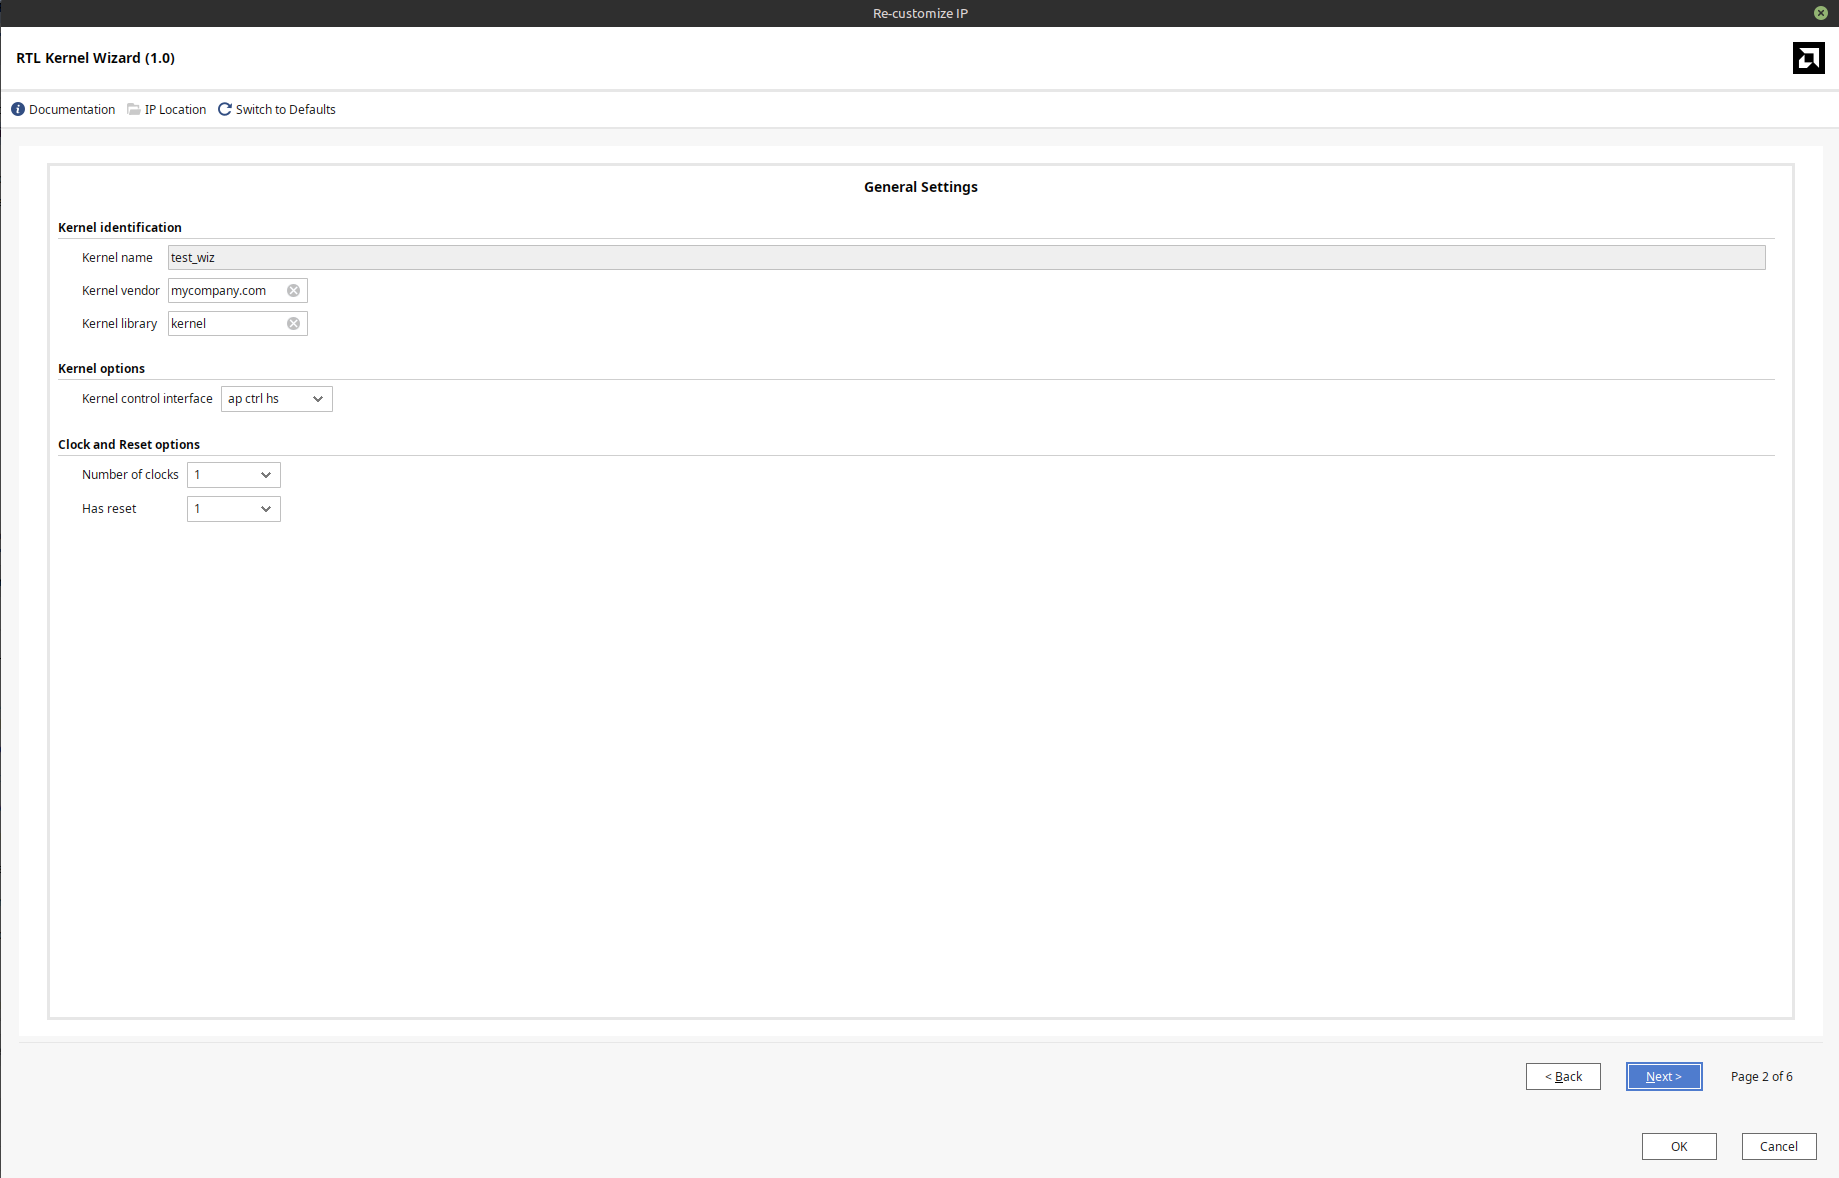 Re-customize IP
RTL Kernel Wizard (1.0)
Documentation IP Location Switch to Defaults
General Settings
Kernel identification
Kernel name test_wiz
Kernel vendor mycompany.com
Kernel library kernel
Kernel options
Kernel control interface ap ctrl hs
Clock and Reset options
Number of clocks 1
Has reset 1
< Back Next > Page 2 of 6
OK Cancel